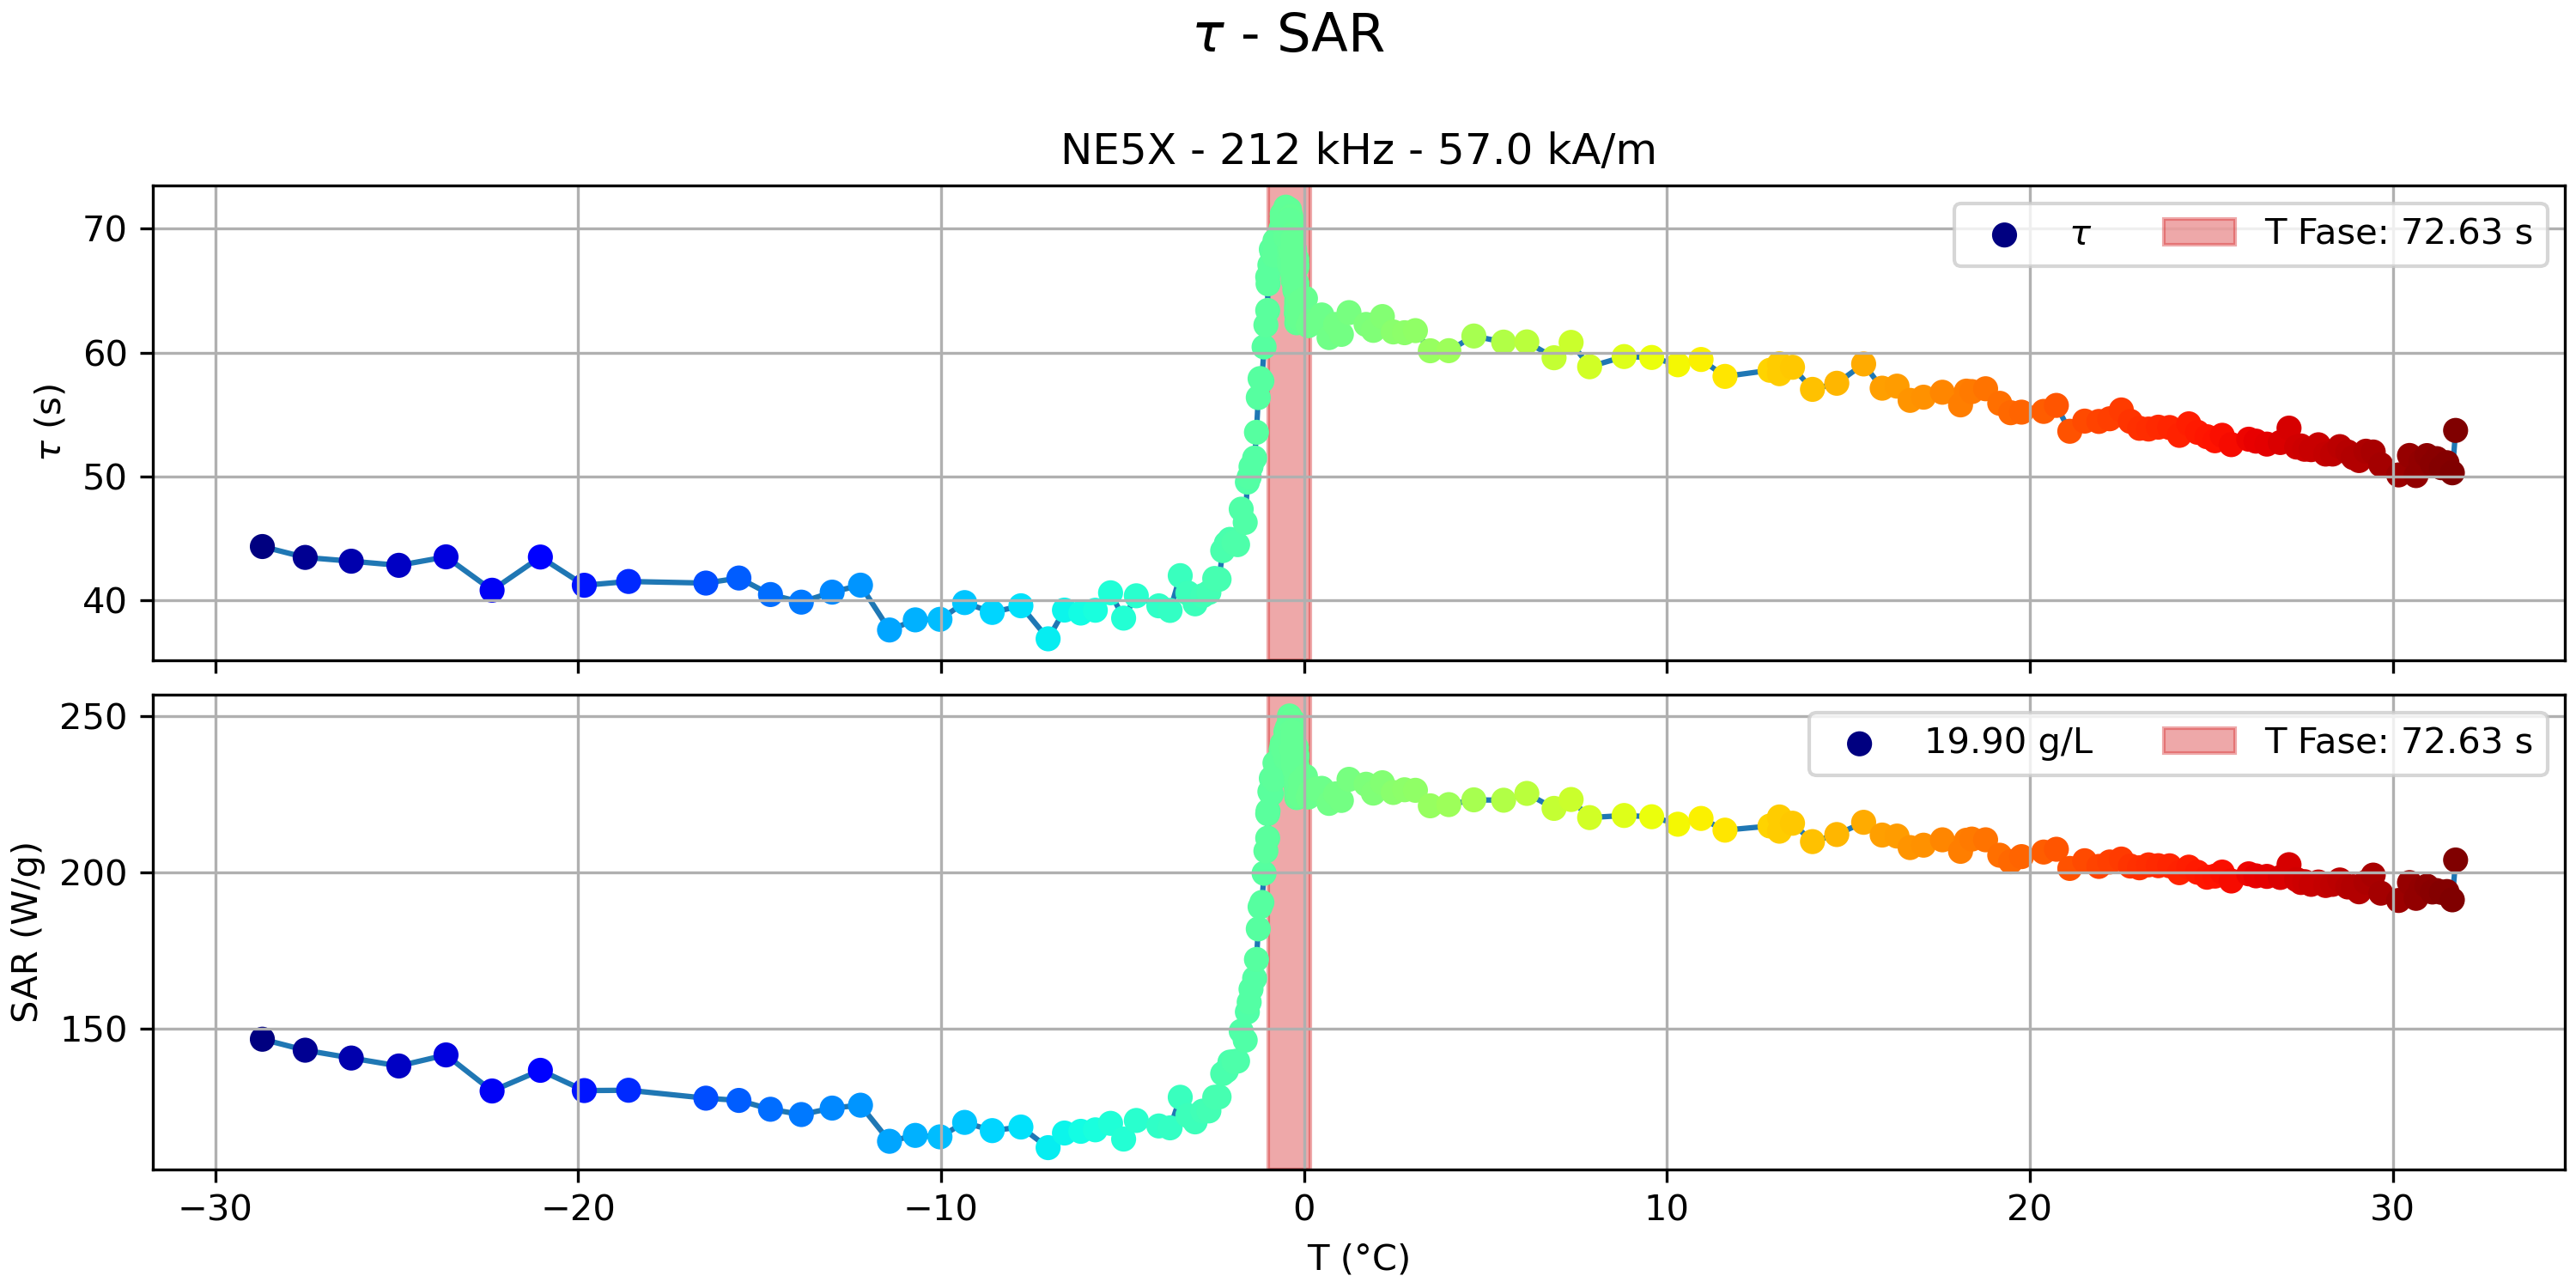 τ - SAR
NE5X - 212 kHz - 57.0 kA/m
70
60
50
40
τ (s)
τ
T Fase: 72.63 s
250
200
150
SAR (W/g)
19.90 g/L
T Fase: 72.63 s
−30
−20
−10
0
10
20
30
T (°C)